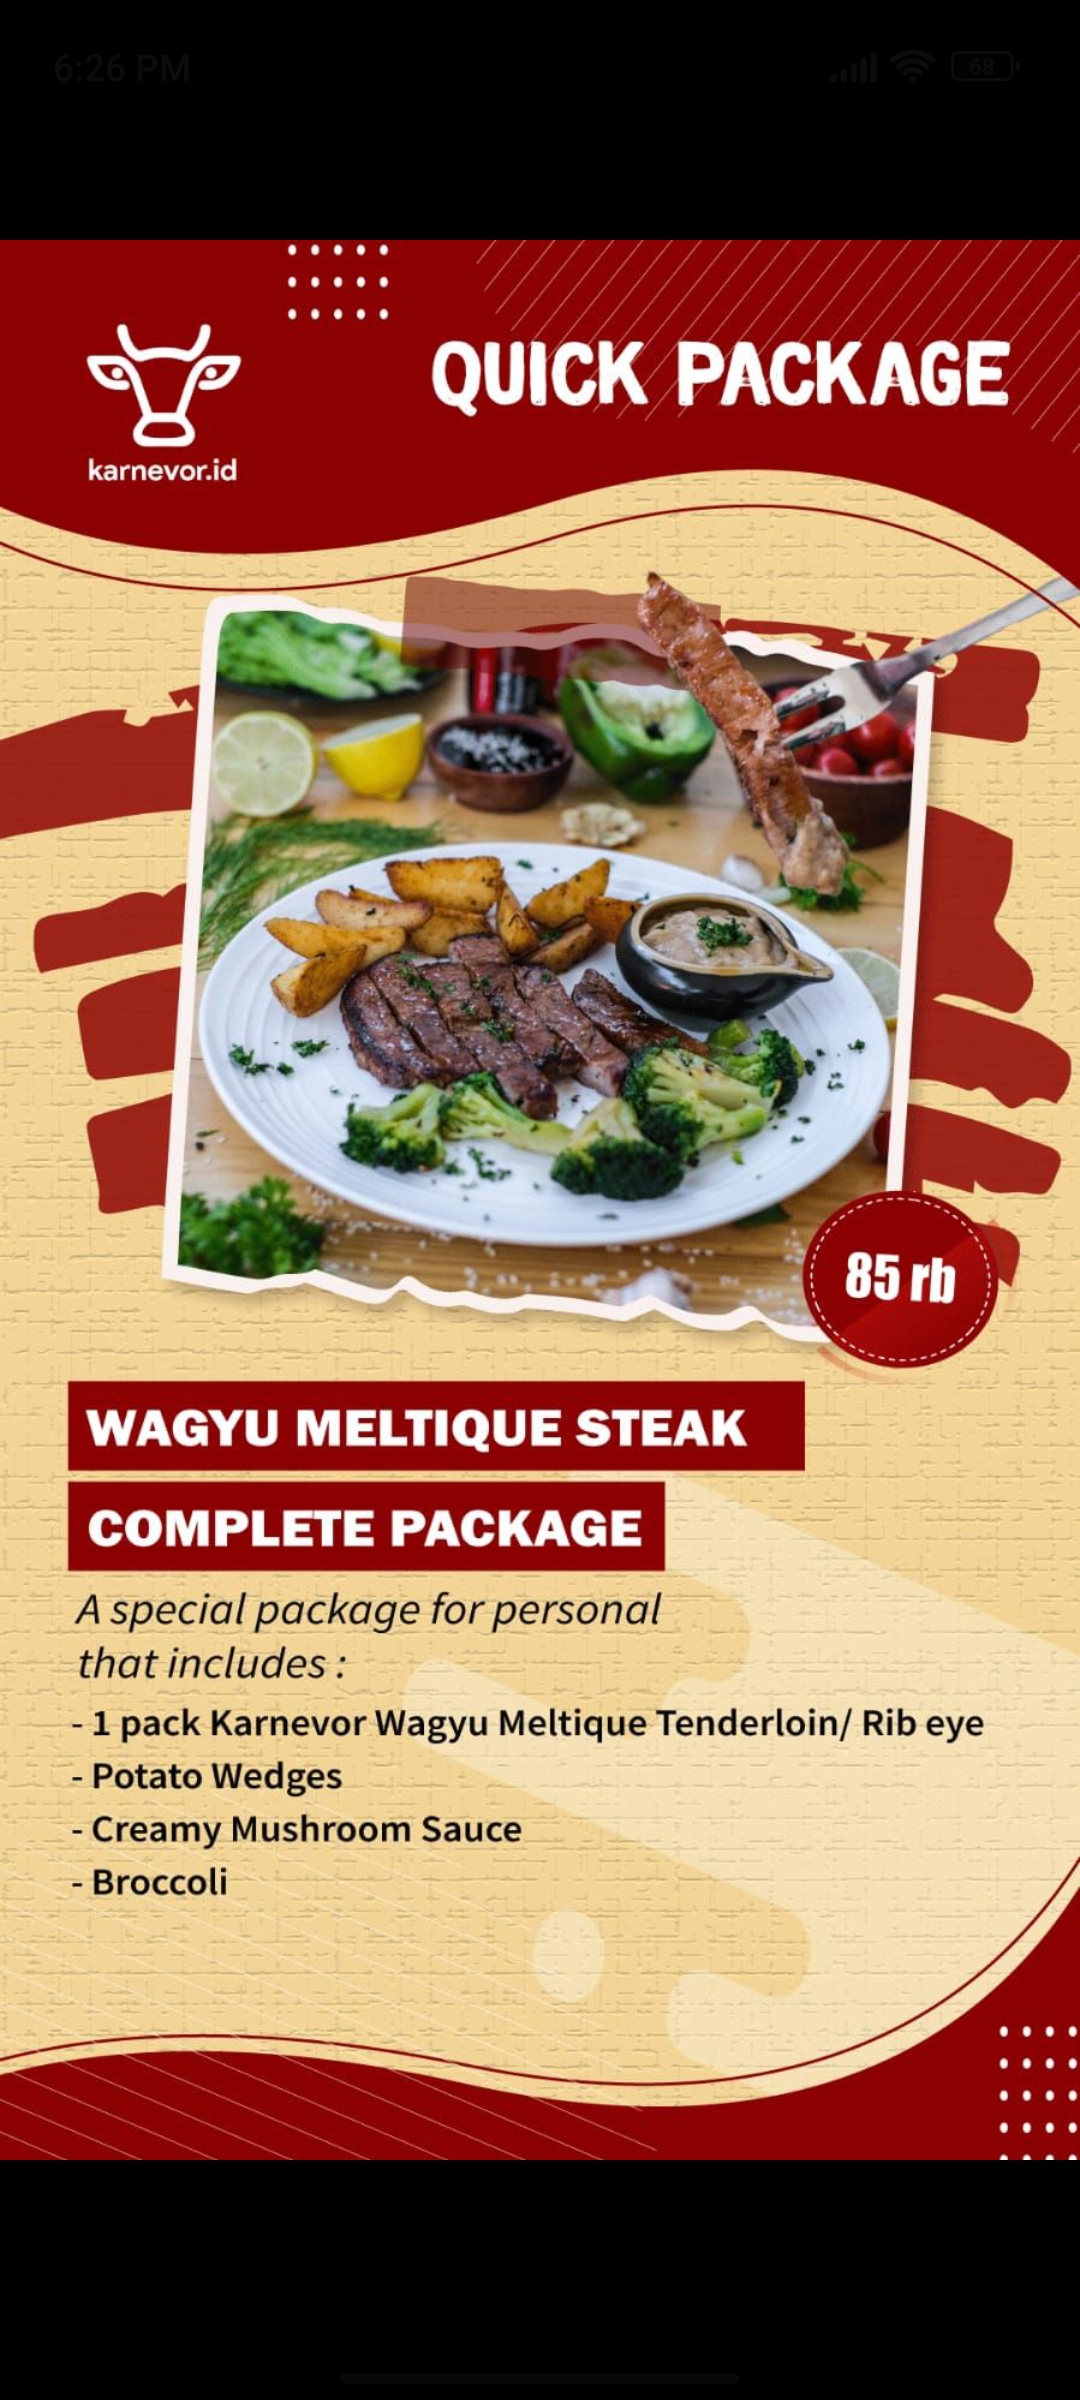 6:26 PM
68
karnevor.id
QUICK PACKAGE
85 rb
WAGYU MELTIQUE STEAK
COMPLETE PACKAGE
A special package for personal
that includes :
- 1 pack Karnevor Wagyu Meltique Tenderloin/ Rib eye
- Potato Wedges
- Creamy Mushroom Sauce
- Broccoli